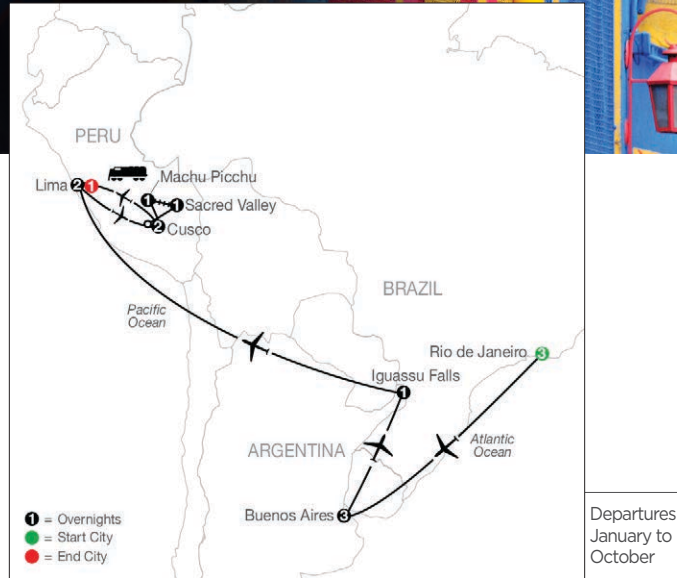 PERU
Machu Picchu
Lima 2 1
1 1 Sacred Valley
2 Cusco
BRAZIL
Pacific
Ocean
Rio de Janeiro 3
Iguassu Falls
1
ARGENTINA
Atlantic
Ocean
Buenos Aires 3
1 = Overnights
= Start City
= End City
Departures
January to
October